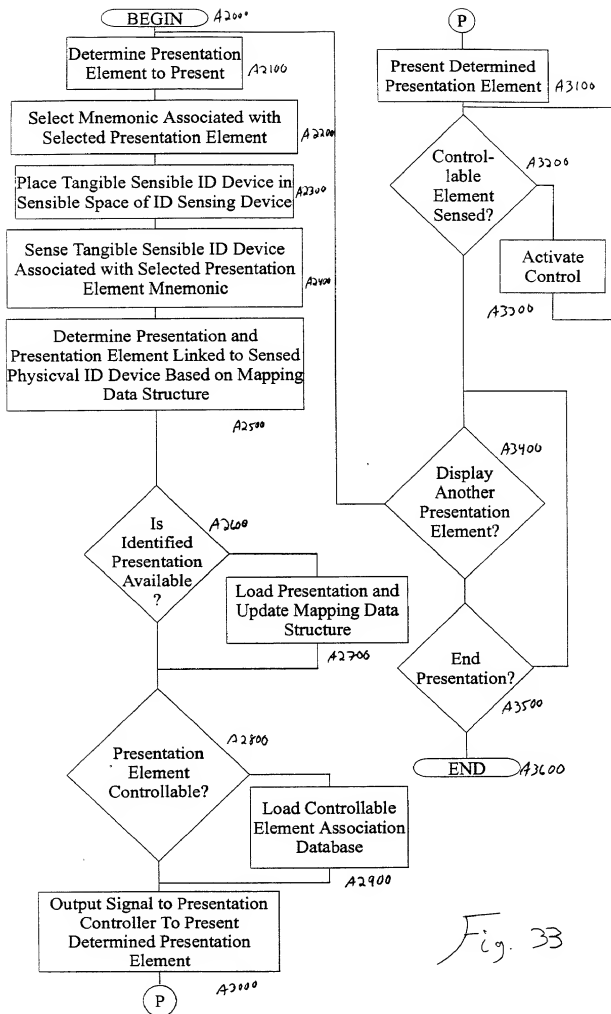 BEGIN
A2000
Determine Presentation
Element to Present
A2100
Select Mnemonic Associated with
Selected Presentation Element
A2200
Place Tangible Sensible ID Device in
Sensible Space of ID Sensing Device
A2300
Sense Tangible Sensible ID Device
Associated with Selected Presentation
Element Mnemonic
A2400
Determine Presentation and
Presentation Element Linked to Sensed
Physicval ID Device Based on Mapping
Data Structure
A2500
Is
Identified
Presentation
Available
?
A2600
Load Presentation and
Update Mapping Data
Structure
A2700
Presentation
Element
Controllable?
A2800
Load Controllable
Element Association
Database
A2900
Output Signal to Presentation
Controller To Present
Determined Presentation
Element
A3000
P
P
Present Determined
Presentation Element
A3100
Control-
lable
Element
Sensed?
A3200
Activate
Control
A3200
Display
Another
Presentation
Element?
A3400
End
Presentation?
A3500
END
A3600
Fig. 33